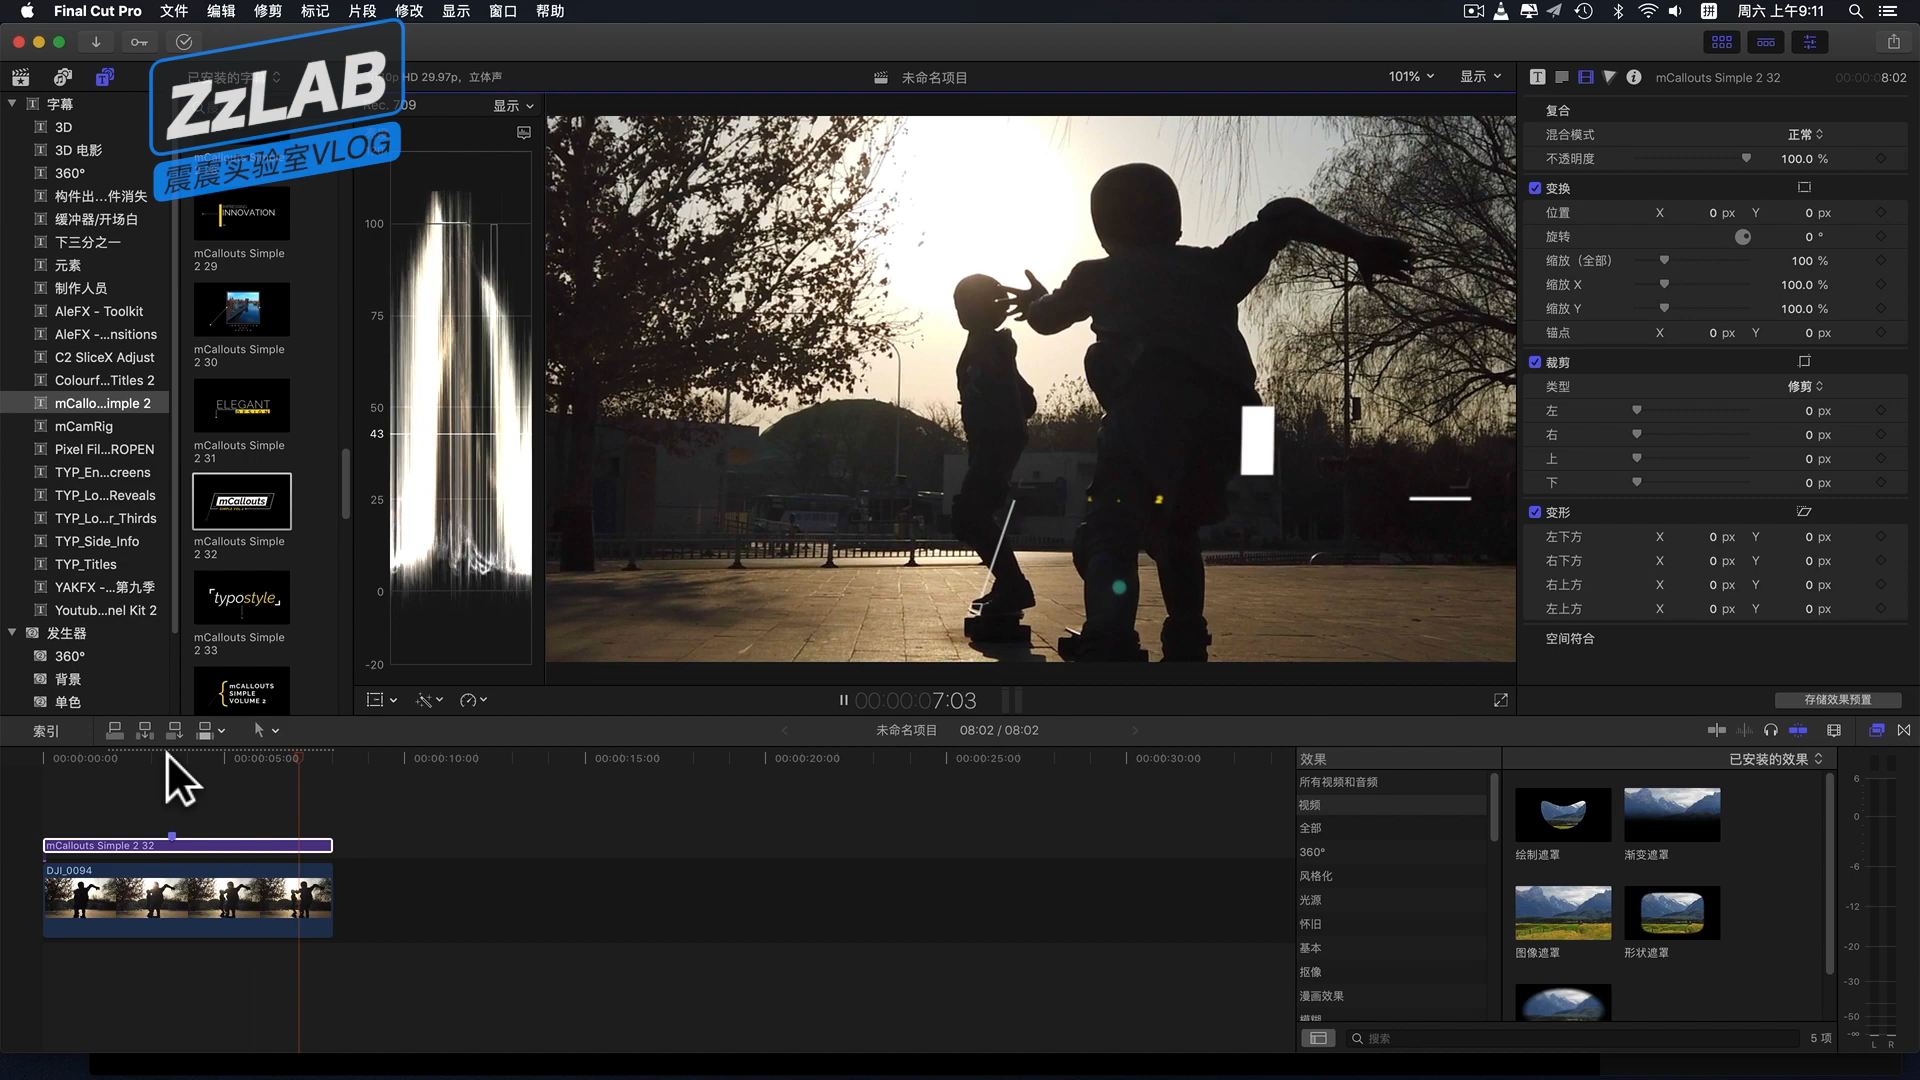 Final Cut Pro 文件 编辑 修剪 标记 片段 修改 显示 窗口 帮助
拼 周六 上午9:11
ZzLAB
震震实验室VLOG
HD 29.97p, 立体声
未命名项目
101%
显示
mCallouts Simple 2 32
00:00:08:02
字幕
3D
3D 电影
360°
构件出…件消失
缓冲器/开场白
下三分之一
元素
制作人员
AleFX - Toolkit
AleFX -...nsitions
C2 SliceX Adjust
Colourf...Titles 2
mCallo...imple 2
mCamRig
Pixel Fil...ROPEN
TYP_En...creens
TYP_Lo...Reveals
TYP_Lo...r_Thirds
TYP_Side_Info
TYP_Titles
YAKFX -...第九季
Youtub...nel Kit 2
发生器
360°
背景
单色
INNOVATION
mCallouts Simple
2 29
mCallouts Simple
2 30
ELEGANT
DESIGN
mCallouts Simple
2 31
mCallouts
mCallouts Simple
2 32
typostyle
mCallouts Simple
2 33
mCALLOUTS
SIMPLE
VOLUME 2
显示
100
75
50
43
25
0
-20
复合
混合模式 正常
不透明度 100.0 %
变换
位置 X 0 px Y 0 px
旋转 0 °
缩放（全部） 100 %
缩放 X 100.0 %
缩放 Y 100.0 %
锚点 X 0 px Y 0 px
裁剪
类型 修剪
左 0 px
右 0 px
上 0 px
下 0 px
变形
左下方 X 0 px Y 0 px
右下方 X 0 px Y 0 px
右上方 X 0 px Y 0 px
左上方 X 0 px Y 0 px
空间符合
存储效果预置
00:00:07:03
索引
未命名项目 08:02 / 08:02
00:00:00:00 00:00:05:00 00:00:10:00 00:00:15:00 00:00:20:00 00:00:25:00 00:00:30:00
mCallouts Simple 2 32
DJI_0094
效果
已安装的效果
所有视频和音频
视频
全部
360°
风格化
光源
怀旧
基本
抠像
漫画效果
模糊
绘制遮罩
渐变遮罩
图像遮罩
形状遮罩
搜索
5 项
6
0
-6
-12
-20
-30
-50
-∞
L R